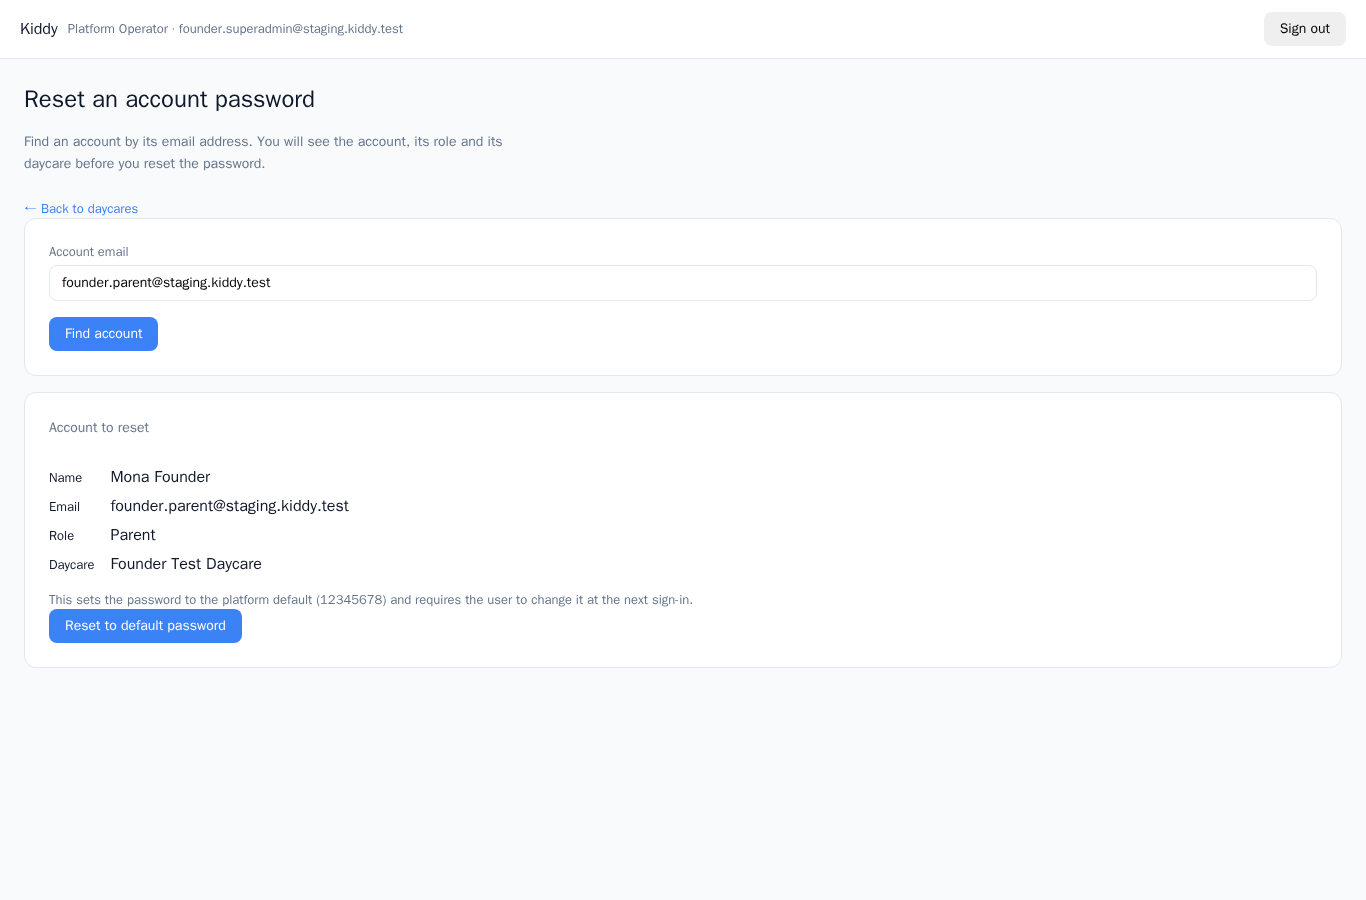 Kiddy Platform Operator · founder.superadmin@staging.kiddy.test
Sign out
Reset an account password
Find an account by its email address. You will see the account, its role and its
daycare before you reset the password.
← Back to daycares
Account email
founder.parent@staging.kiddy.test
Find account
Account to reset
Name Mona Founder
Email founder.parent@staging.kiddy.test
Role Parent
Daycare Founder Test Daycare
This sets the password to the platform default (12345678) and requires the user to change it at the next sign-in.
Reset to default password